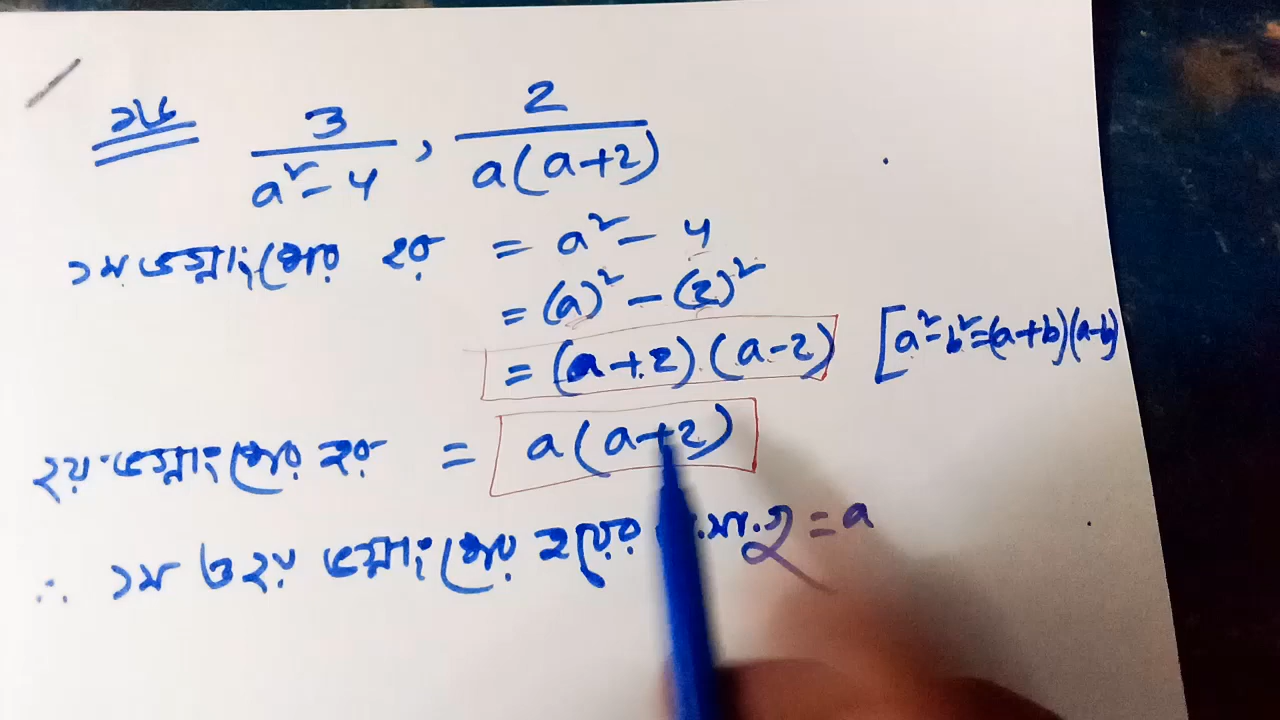 3/(a²-4), 2/(a(a+2))
১ম ভগ্নাংশের হর = a² - 4
= (a)² - (2)²
= (a+2)(a-2) [a²-b²=(a+b)(a-b)
২য় ভগ্নাংশের হর = a(a+2)
∴ ১ম ও ২য় ভগ্নাংশের হরের .সা.গু = a